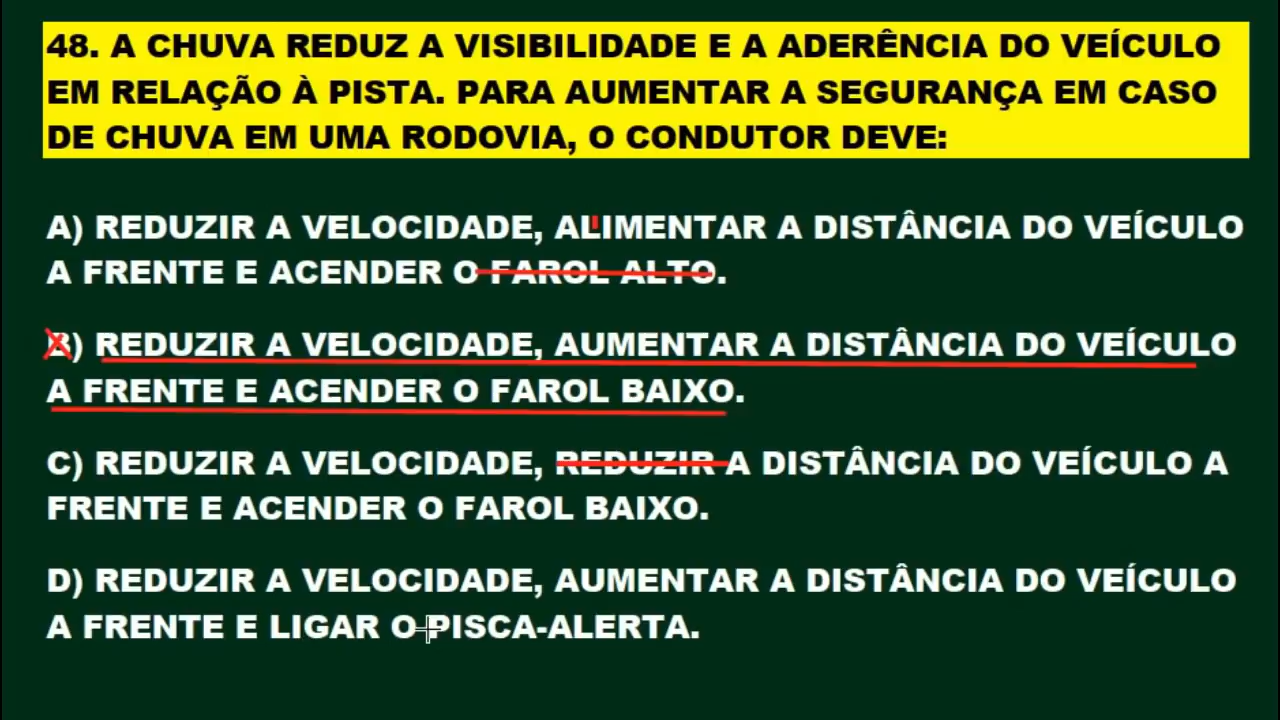 48. A CHUVA REDUZ A VISIBILIDADE E A ADERÊNCIA DO VEÍCULO
EM RELAÇÃO À PISTA. PARA AUMENTAR A SEGURANÇA EM CASO
DE CHUVA EM UMA RODOVIA, O CONDUTOR DEVE:
A) REDUZIR A VELOCIDADE, ALIMENTAR A DISTÂNCIA DO VEÍCULO
A FRENTE E ACENDER O FAROL ALTO.
B) REDUZIR A VELOCIDADE, AUMENTAR A DISTÂNCIA DO VEÍCULO
A FRENTE E ACENDER O FAROL BAIXO.
C) REDUZIR A VELOCIDADE, REDUZIR A DISTÂNCIA DO VEÍCULO A
FRENTE E ACENDER O FAROL BAIXO.
D) REDUZIR A VELOCIDADE, AUMENTAR A DISTÂNCIA DO VEÍCULO
A FRENTE E LIGAR O PISCA-ALERTA.